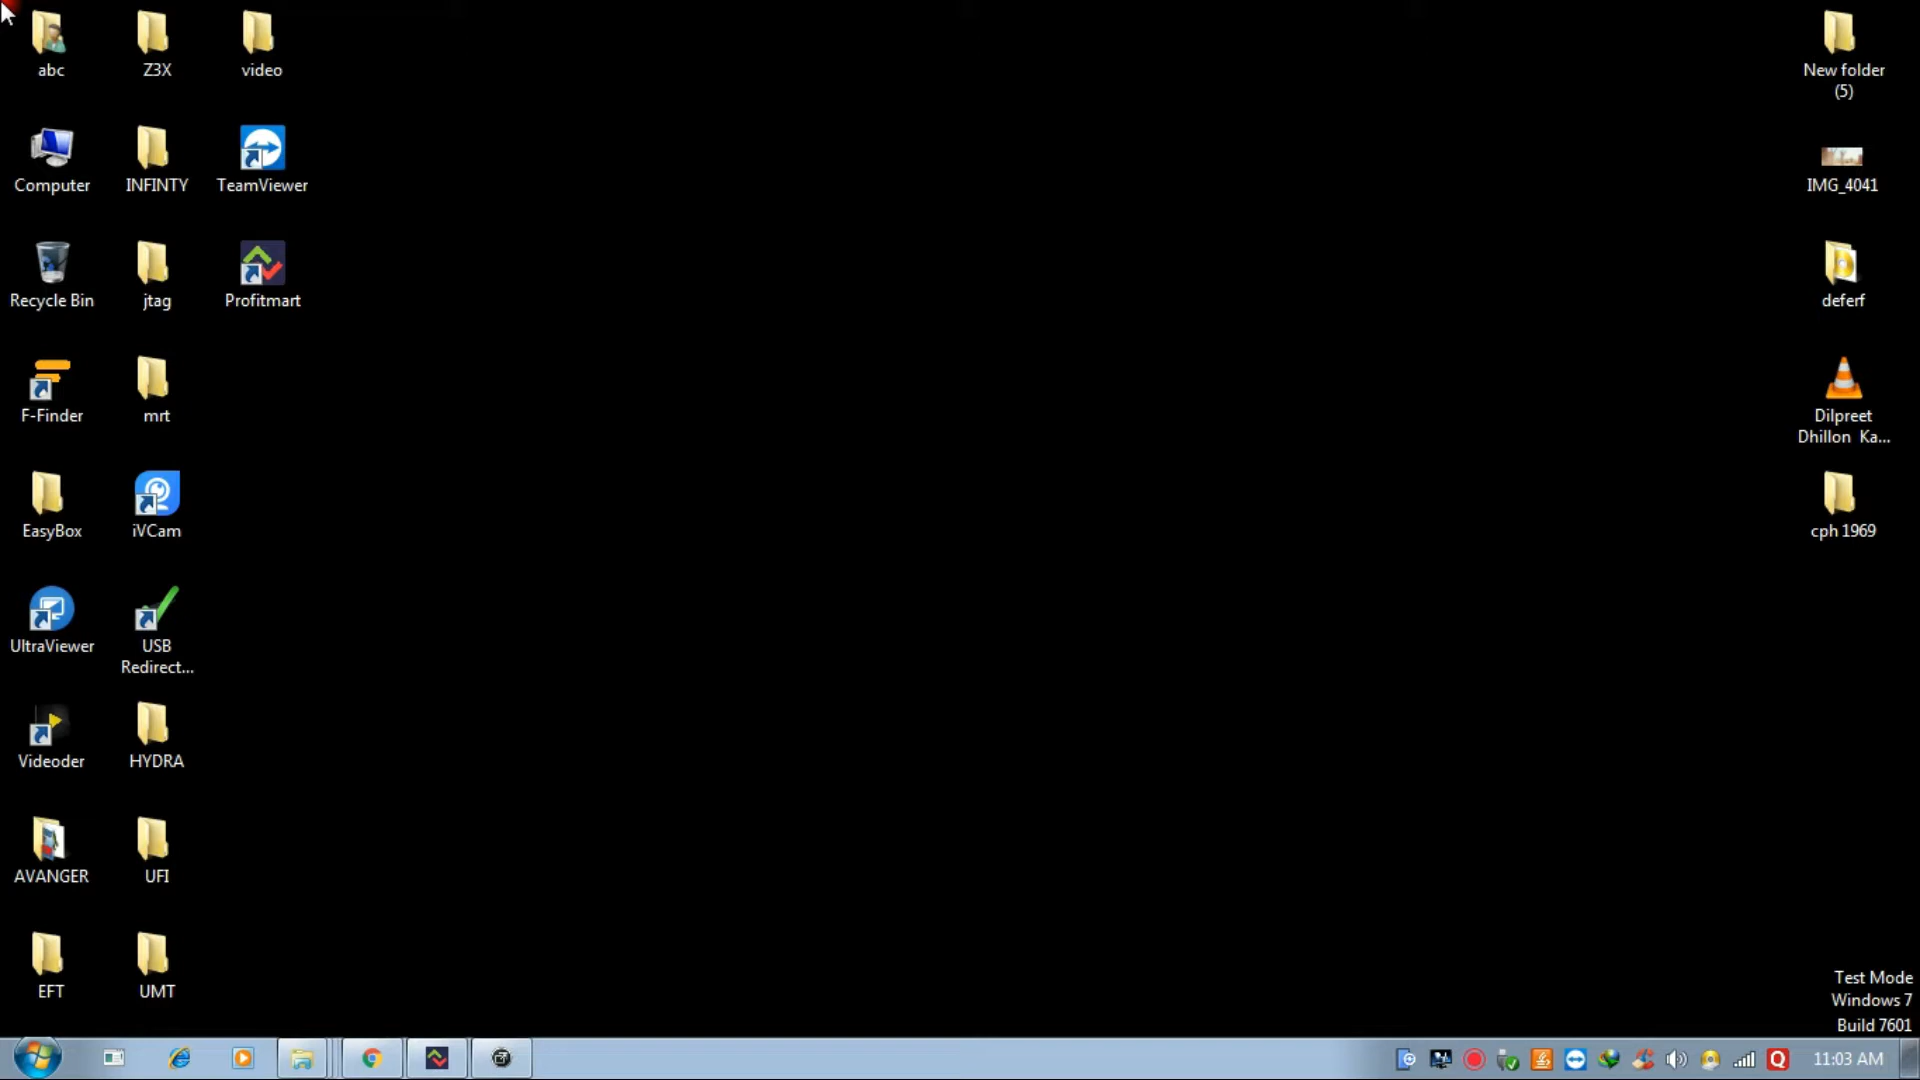 abc
Z3X
video
New folder
(5)
Computer
INFINTY
TeamViewer
IMG_4041
Recycle Bin
jtag
Profitmart
deferf
F-Finder
mrt
Dilpreet
Dhillon Ka...
EasyBox
iVCam
cph 1969
UltraViewer
USB
Redirect...
Videoder
HYDRA
AVANGER
UFI
EFT
UMT
Test Mode
Windows 7
Build 7601
Q
11:03 AM